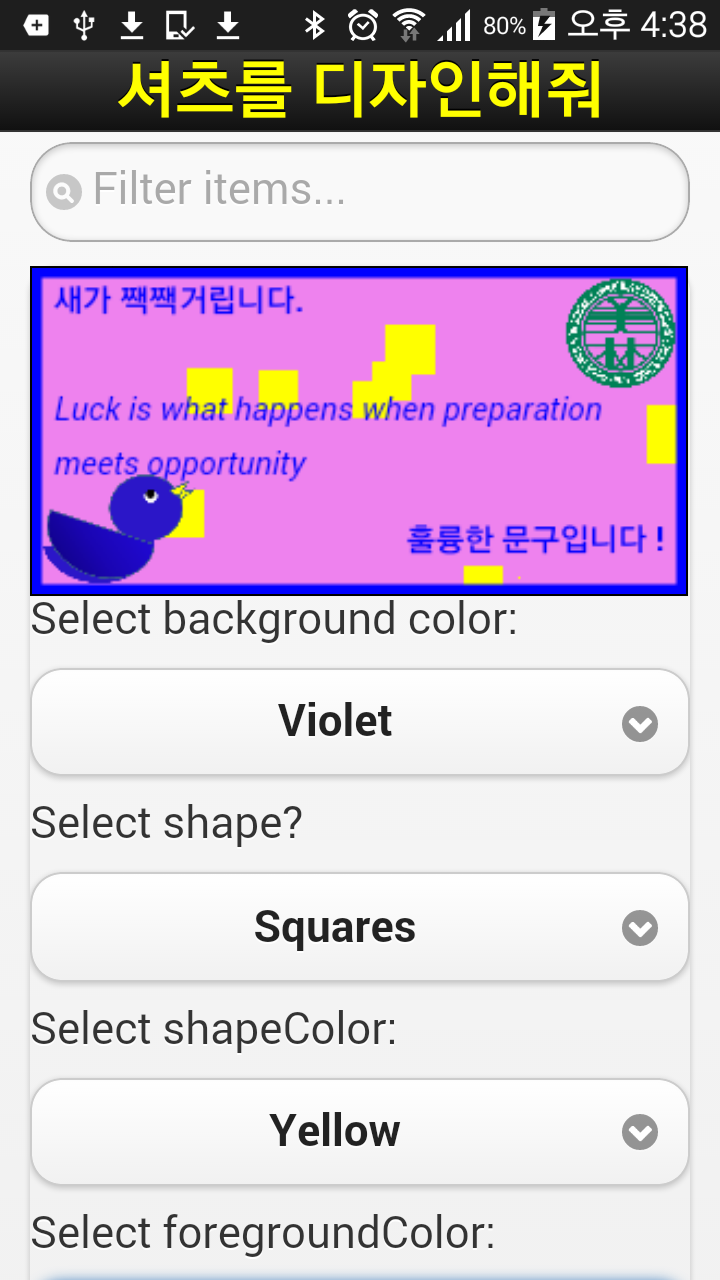 80% 오후 4:38
셔츠를 디자인해줘
Filter items...
새가 짹짹거립니다.
Luck is what happens when preparation
meets opportunity
훌륭한 문구입니다 !
Select background color:
Violet
Select shape?
Squares
Select shapeColor:
Yellow
Select foregroundColor: